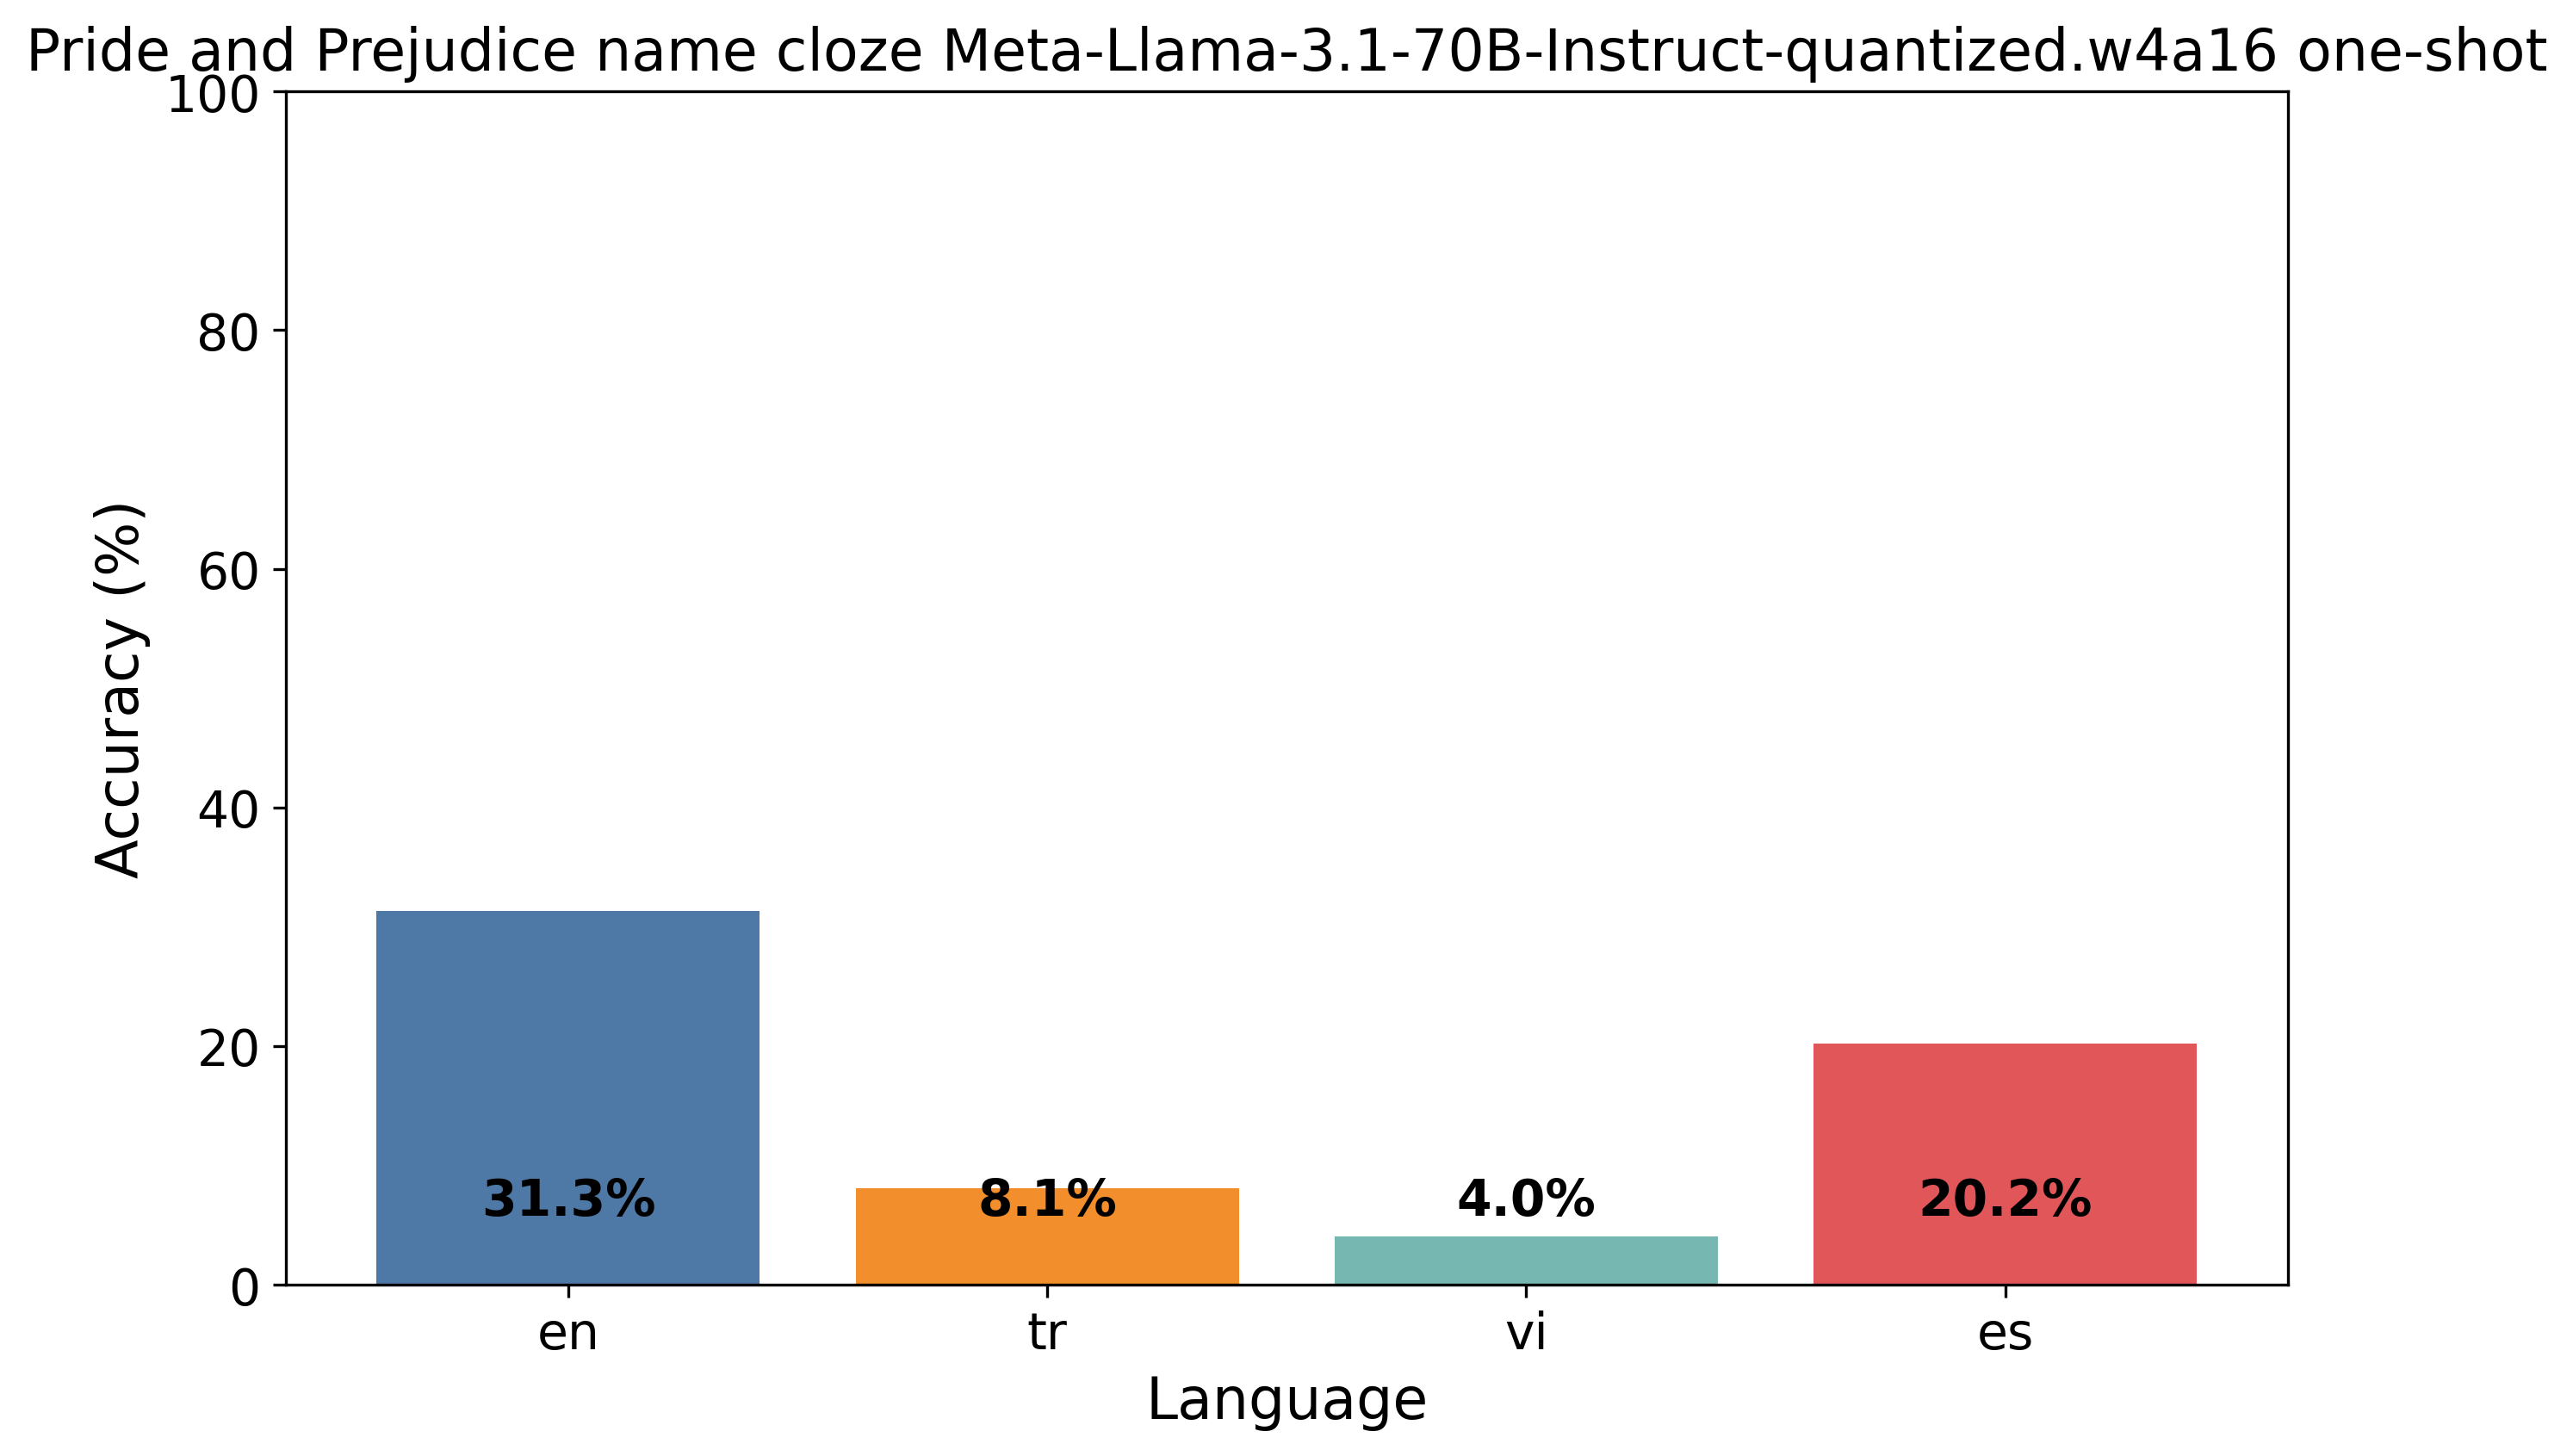 Pride and Prejudice name cloze Meta-Llama-3.1-70B-Instruct-quantized.w4a16 one-shot
100
80
60
40
20
0
Accuracy (%)
31.3%
8.1%
4.0%
20.2%
en
tr
vi
es
Language